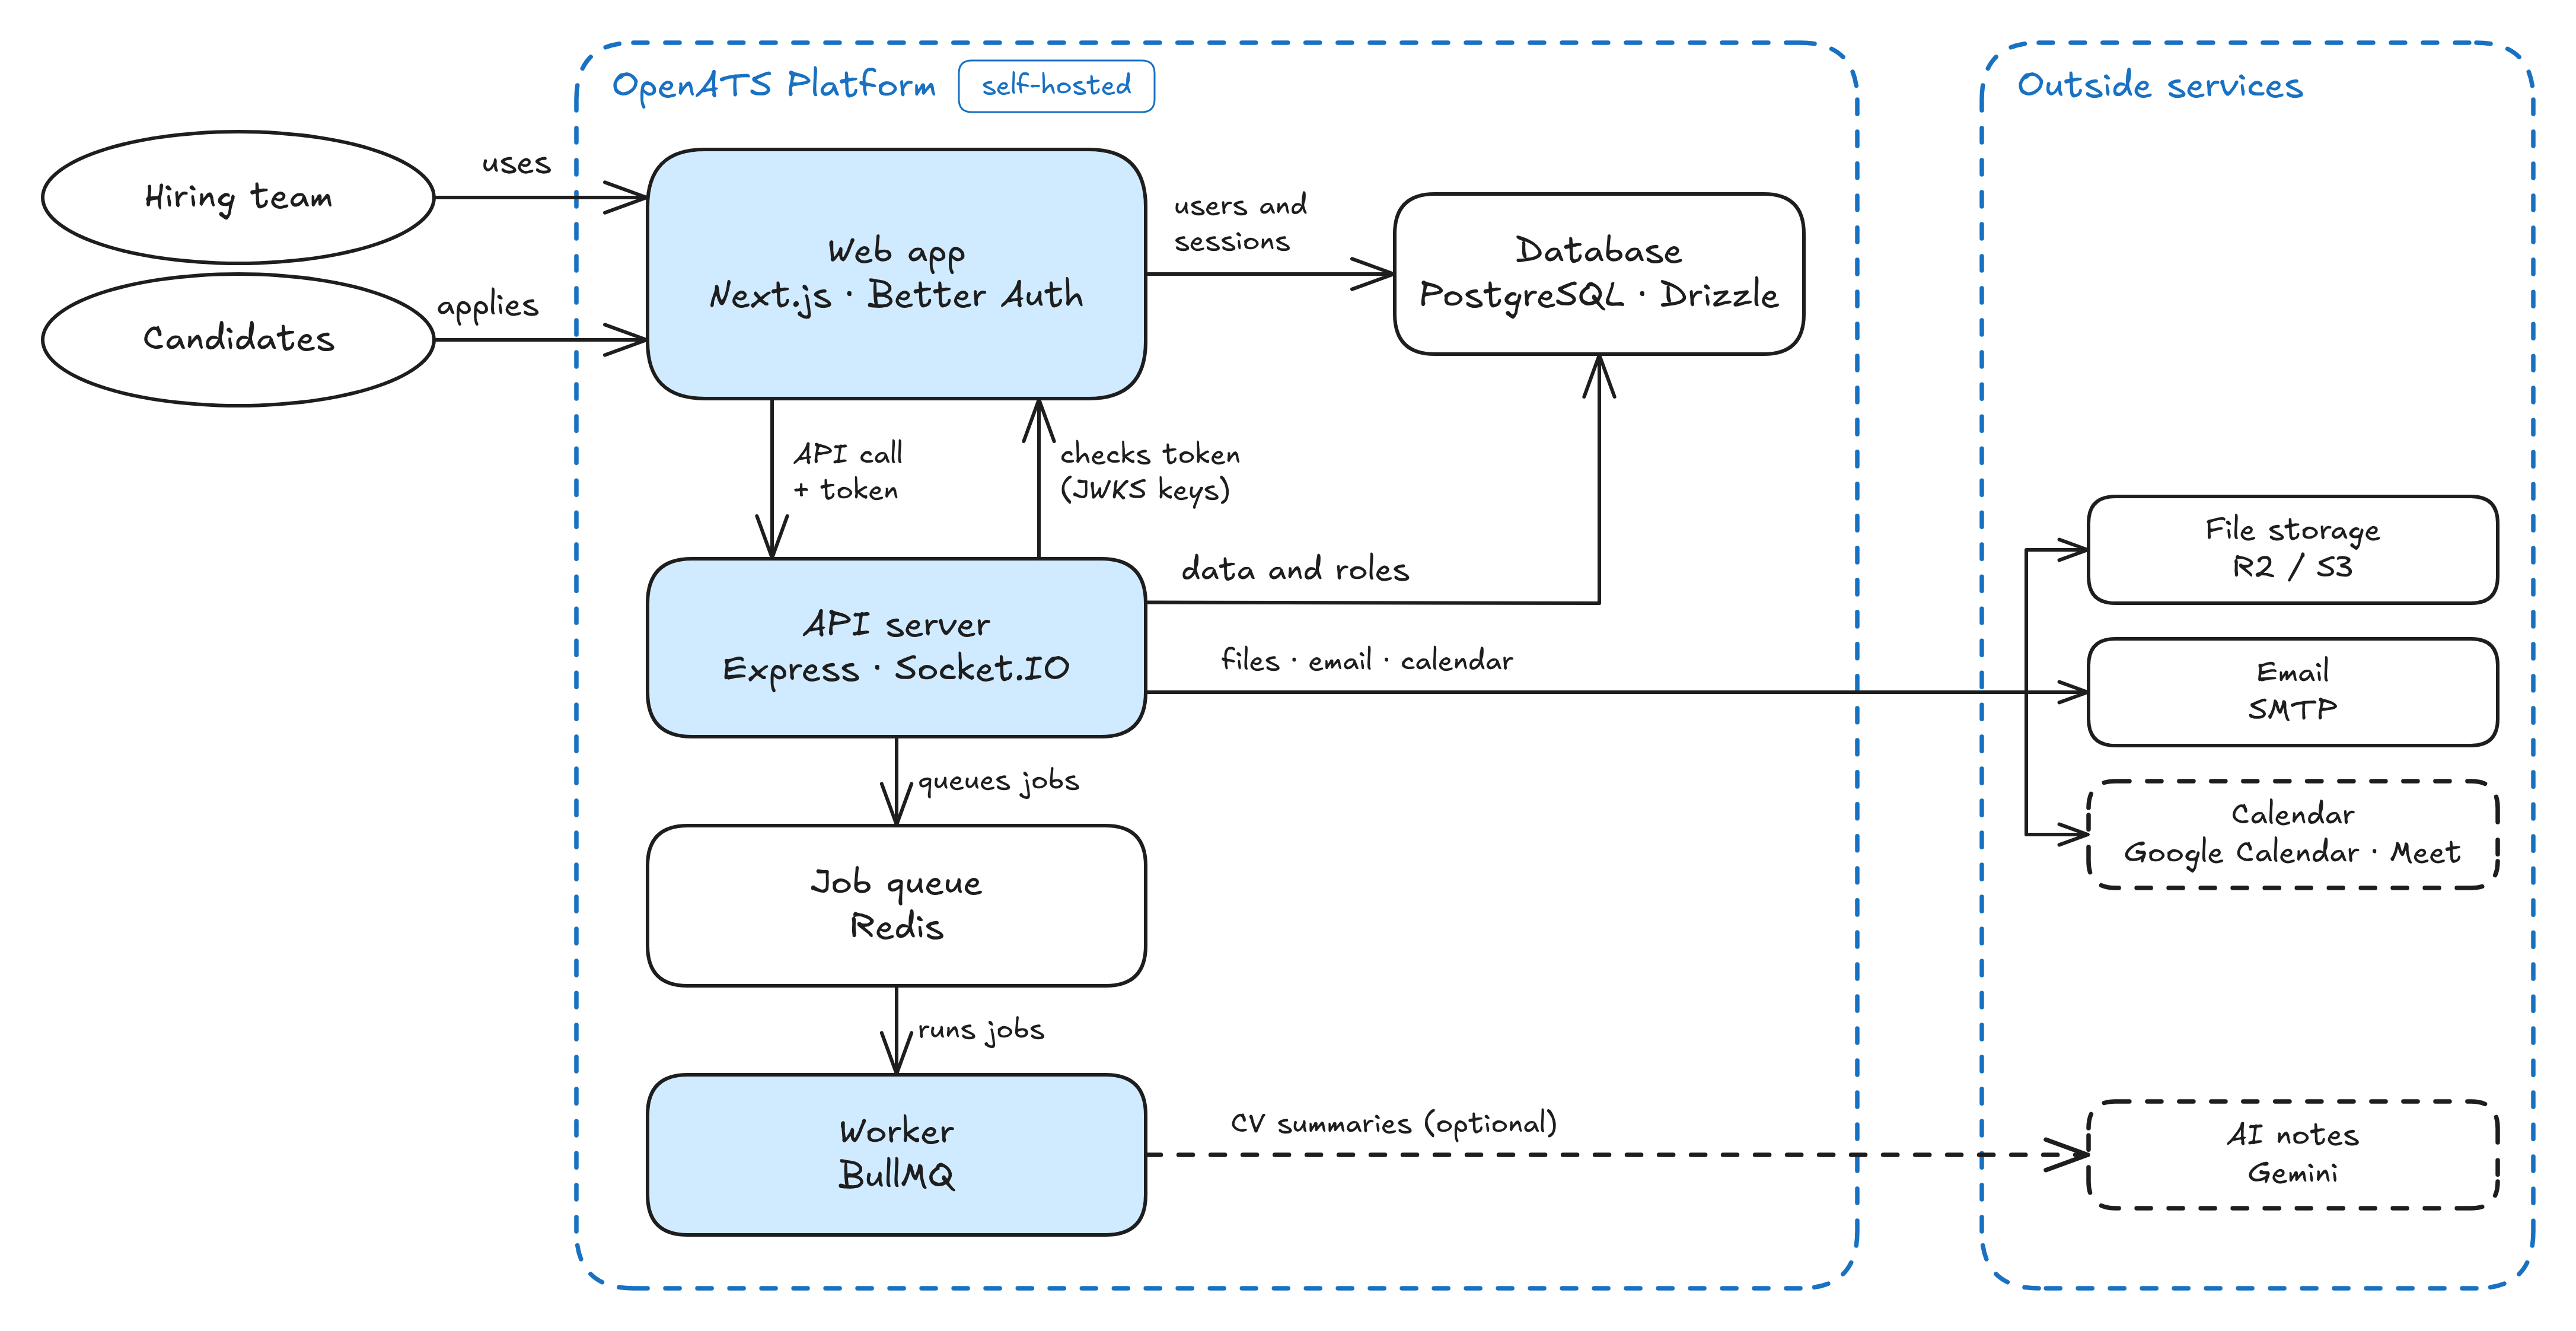 OpenATS Platform
self-hosted
Outside services
Hiring team
uses
Candidates
applies
Web app
Next.js · Better Auth
users and
sessions
Database
PostgreSQL · Drizzle
API call
+ token
checks token
(JWKS keys)
data and roles
API server
Express · Socket.IO
files · email · calendar
File storage
R2 / S3
Email
SMTP
Calendar
Google Calendar · Meet
queues jobs
Job queue
Redis
runs jobs
Worker
BullMQ
CV summaries (optional)
AI notes
Gemini